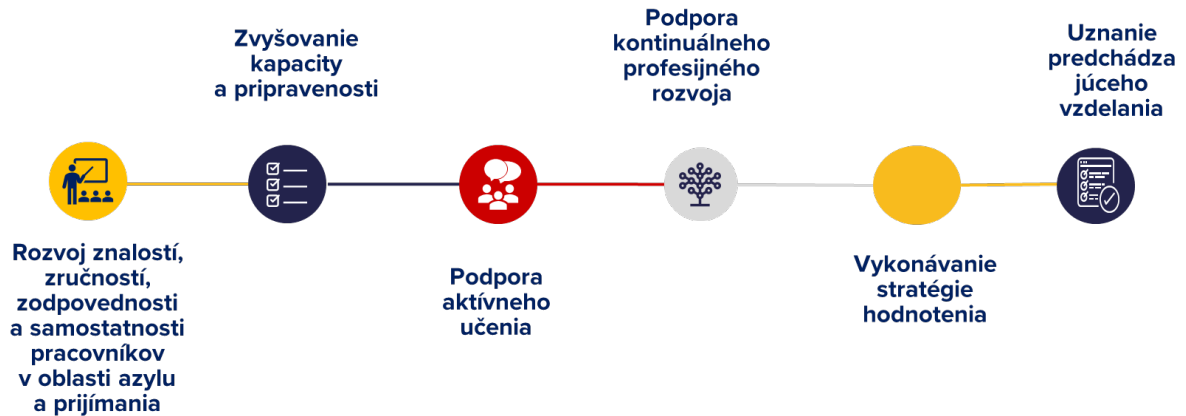 Rozvoj znalostí,
zručností,
zodpovednosti
a samostatnosti
pracovníkov
v oblasti azylu
a prijímania
Zvyšovanie
kapacity
a pripravenosti
Podpora
aktívneho
učenia
Podpora
kontinuálneho
profesijného
rozvoja
Vykonávanie
stratégie
hodnotenia
Uznanie
predchádza
júceho
vzdelania